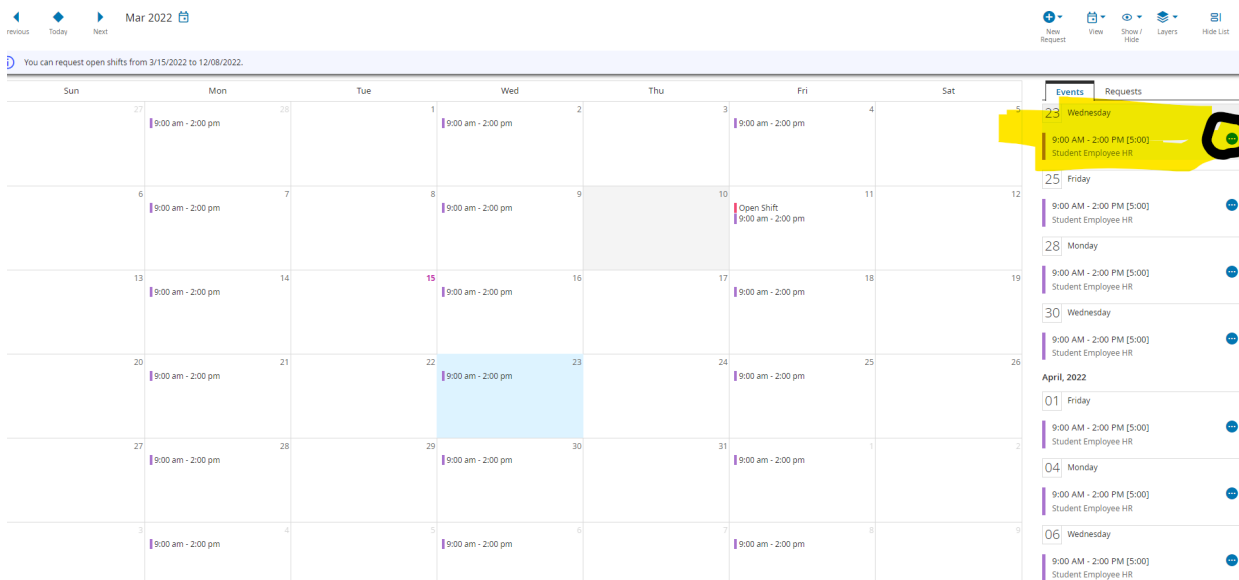 revious Today Next Mar 2022 New Request View Show / Hide Layers Hide List
You can request open shifts from 3/15/2022 to 12/08/2022.
Sun Mon Tue Wed Thu Fri Sat
27 28 1 2 3 4 5
9:00 am - 2:00 pm 9:00 am - 2:00 pm 9:00 am - 2:00 pm
6 7 8 9 10 11 12
9:00 am - 2:00 pm 9:00 am - 2:00 pm Open Shift
9:00 am - 2:00 pm
13 14 15 16 17 18 19
9:00 am - 2:00 pm 9:00 am - 2:00 pm 9:00 am - 2:00 pm
20 21 22 23 24 25 26
9:00 am - 2:00 pm 9:00 am - 2:00 pm 9:00 am - 2:00 pm
27 28 29 30 31 1 2
9:00 am - 2:00 pm 9:00 am - 2:00 pm 9:00 am - 2:00 pm
3 4 5 6 7 8 9
9:00 am - 2:00 pm 9:00 am - 2:00 pm 9:00 am - 2:00 pm
Events Requests
23 Wednesday
9:00 AM - 2:00 PM [5:00]
Student Employee HR
25 Friday
9:00 AM - 2:00 PM [5:00]
Student Employee HR
28 Monday
9:00 AM - 2:00 PM [5:00]
Student Employee HR
30 Wednesday
9:00 AM - 2:00 PM [5:00]
Student Employee HR
April, 2022
01 Friday
9:00 AM - 2:00 PM [5:00]
Student Employee HR
04 Monday
9:00 AM - 2:00 PM [5:00]
Student Employee HR
06 Wednesday
9:00 AM - 2:00 PM [5:00]
Student Employee HR